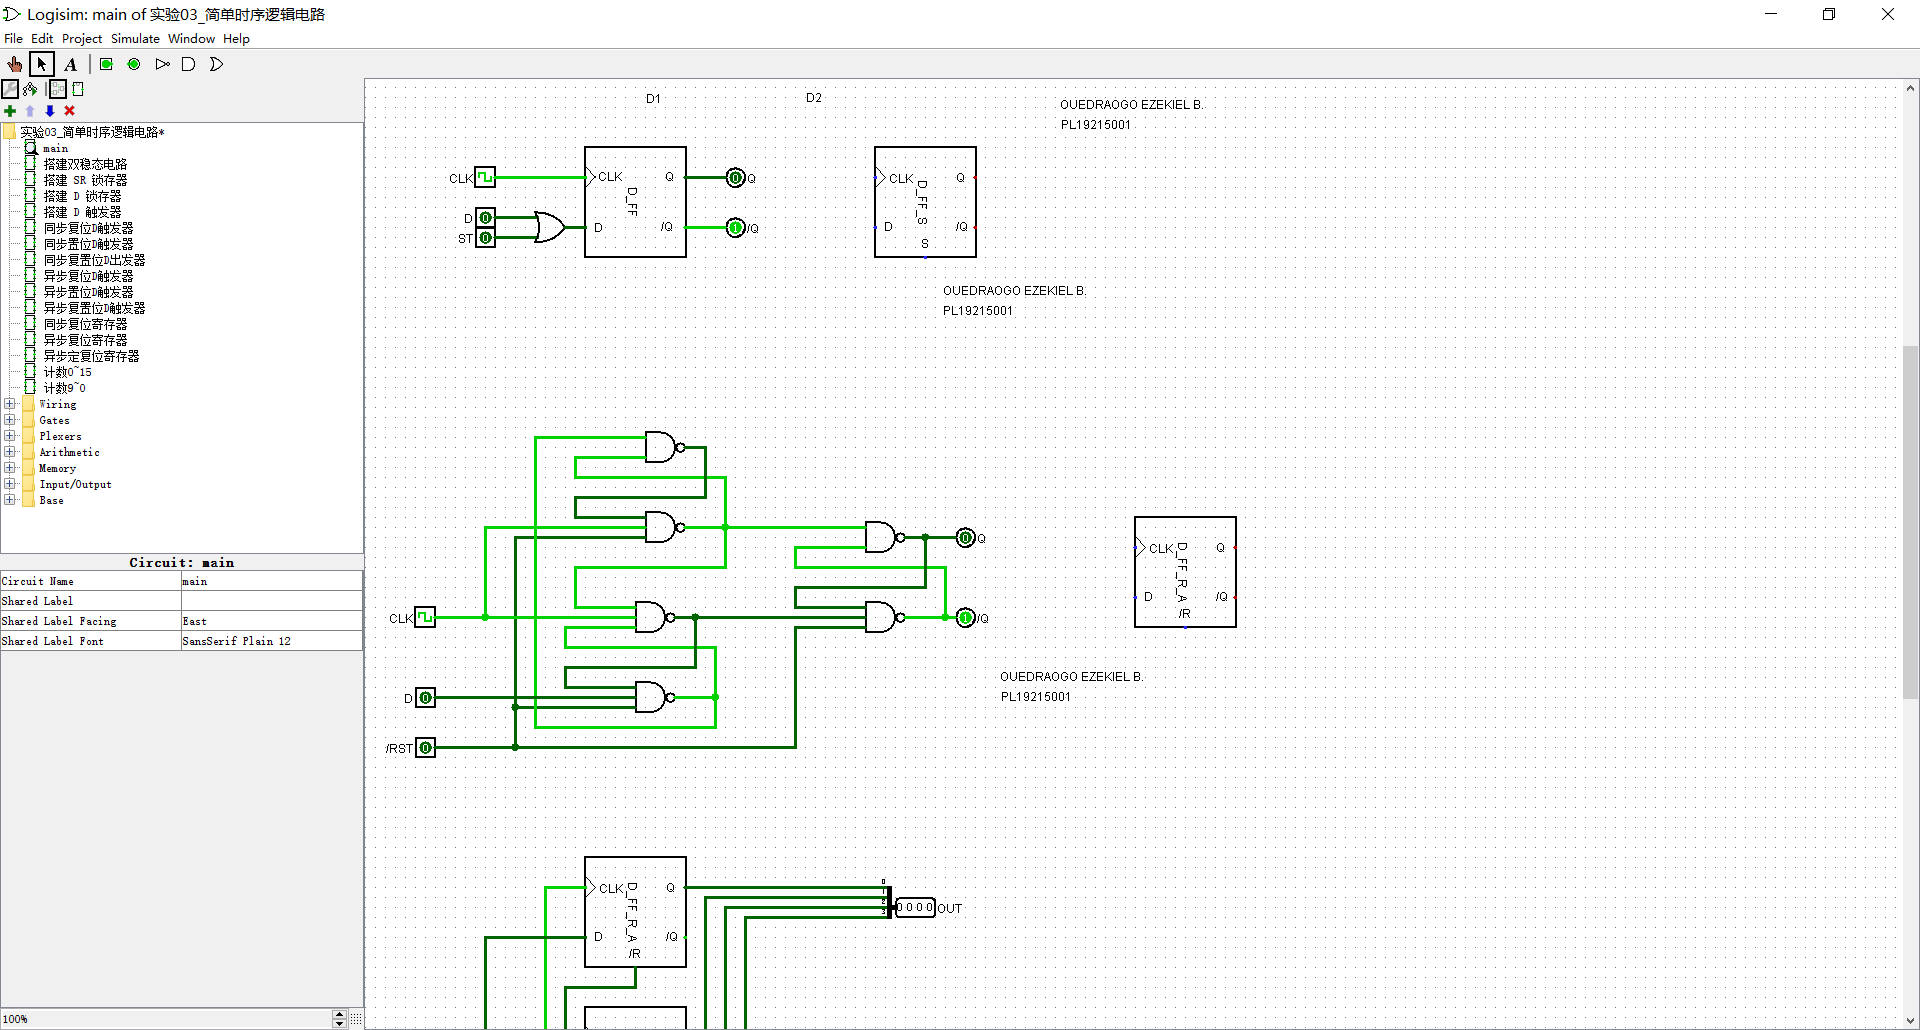 Logisim: main of 实验03_简单时序逻辑电路
File Edit Project Simulate Window Help
A
实验03_简单时序逻辑电路*
main
搭建双稳态电路
搭建 SR 锁存器
搭建 D 锁存器
搭建 D 触发器
同步复位D触发器
同步置位D触发器
同步复置位D出发器
异步复位D触发器
异步置位D触发器
异步复置位D触发器
同步复位寄存器
异步复位寄存器
异步定复位寄存器
计数0~15
计数9~0
Wiring
Gates
Plexers
Arithmetic
Memory
Input/Output
Base
Circuit: main
Circuit Name main
Shared Label
Shared Label Facing East
Shared Label Font SansSerif Plain 12
100%
D1 D2
OUEDRAOGO EZEKIEL B.
PL19215001
CLK CLK Q 0 Q
D_FF
D 0
ST 0
D /Q 1 /Q
CLK Q
D_FF_S
D /Q
S
OUEDRAOGO EZEKIEL B.
PL19215001
0 Q
CLK
1 /Q
D 0
/RST 0
CLK Q
D_FF_R_A
D /Q
/R
OUEDRAOGO EZEKIEL B.
PL19215001
CLK Q
D_FF_R_A
D /Q
/R
0
1
2
3
0000 OUT